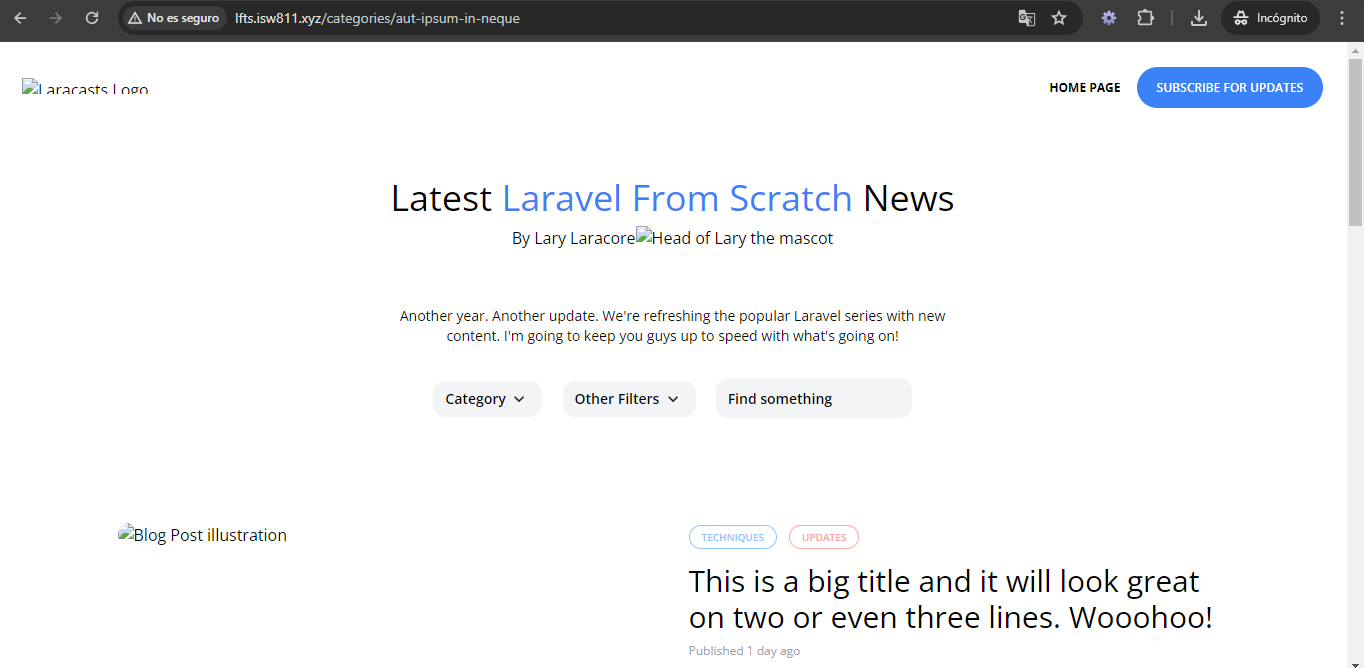 No es seguro
lfts.isw811.xyz/categories/aut-ipsum-in-neque
Incógnito
Laracasts Logo
HOME PAGE
SUBSCRIBE FOR UPDATES
Latest Laravel From Scratch News
By Lary Laracore Head of Lary the mascot
Another year. Another update. We're refreshing the popular Laravel series with new
content. I'm going to keep you guys up to speed with what's going on!
Category
Other Filters
Find something
Blog Post illustration
TECHNIQUES
UPDATES
This is a big title and it will look great
on two or even three lines. Wooohoo!
Published 1 day ago